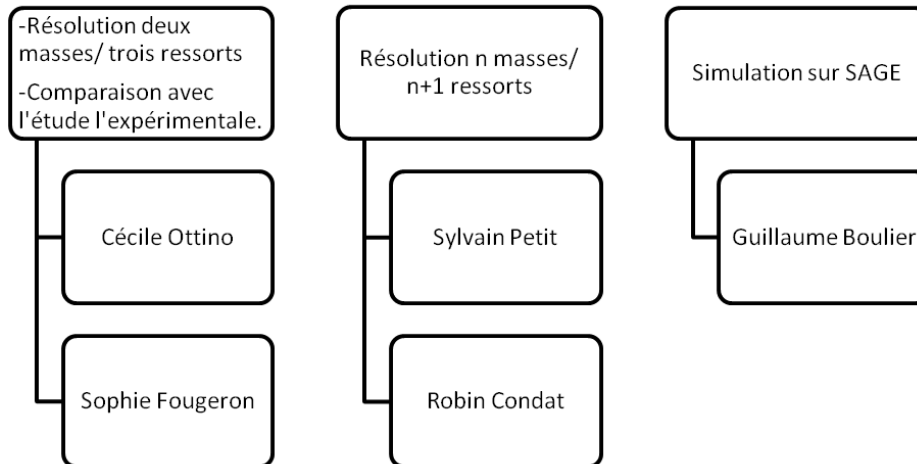 -Résolution deux
masses/ trois ressorts
-Comparaison avec
l'étude l'expérimentale.
Cécile Ottino
Sophie Fougeron
Résolution n masses/
n+1 ressorts
Sylvain Petit
Robin Condat
Simulation sur SAGE
Guillaume Boulier